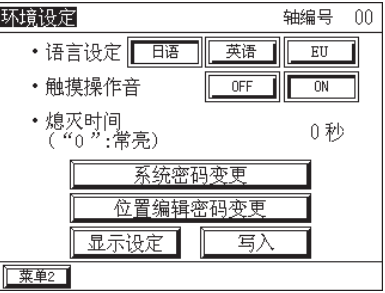 环境设定 轴编号 00
・语言设定 日语 英语 EU
・触摸操作音 OFF ON
・熄灭时间
(“0”:常亮) 0 秒
系统密码变更
位置编辑密码变更
显示设定 写入
菜单2